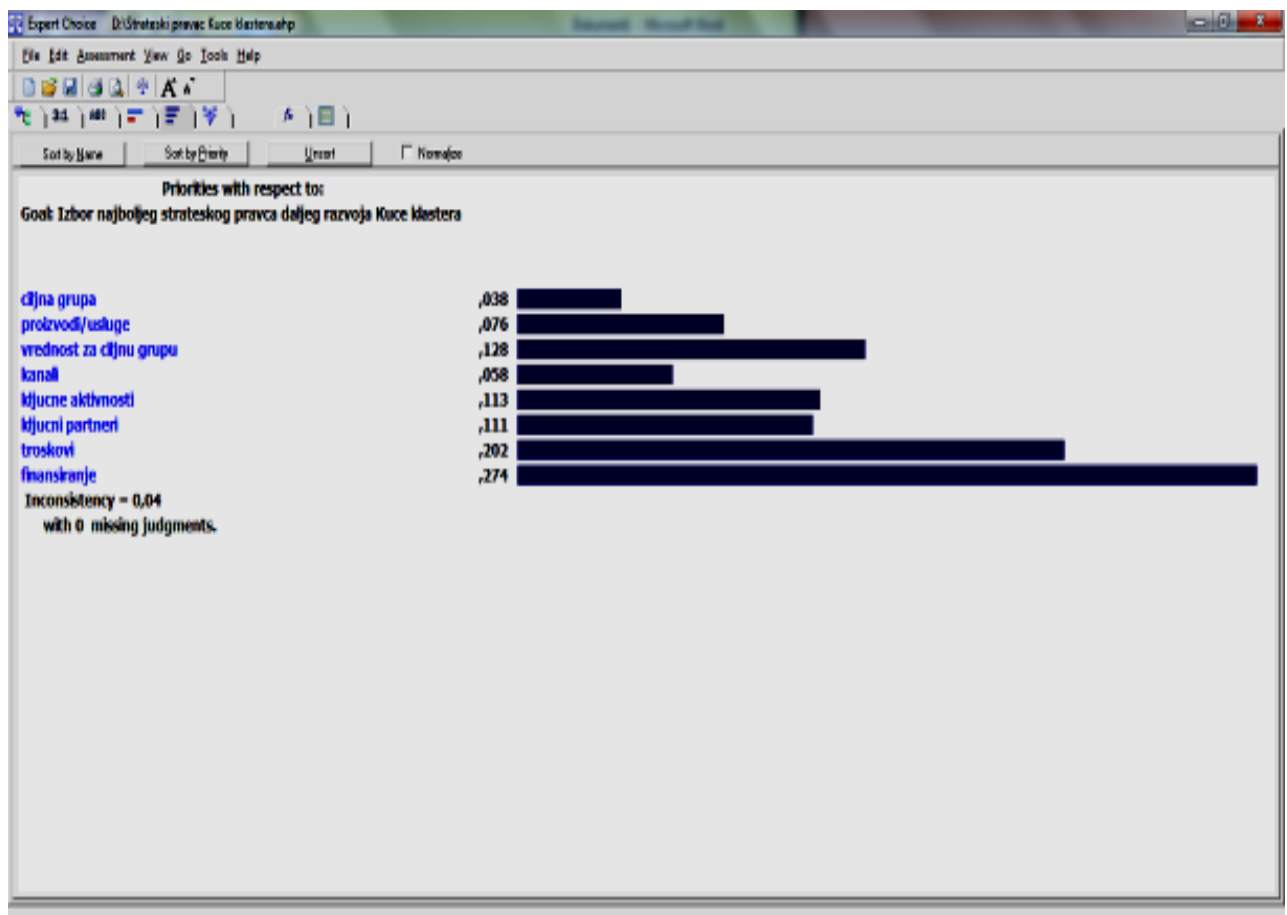 Expert Choice D:\Strateski pravac Kuce klastera.ahp
File Edit Assessment View Go Tools Help
3:1 ABC
Sort by Name Sort by Priority Unsort Normalize
Priorities with respect to:
Goal: Izbor najboljeg strateskog pravca daljeg razvoja Kuce klastera
ciljna grupa ,038
proizvodi/usluge ,076
vrednost za ciljnu grupu ,128
kanali ,058
kljucne aktivnosti ,113
kljucni partneri ,111
troskovi ,202
finansiranje ,274
Inconsistency = 0,04
with 0 missing judgments.